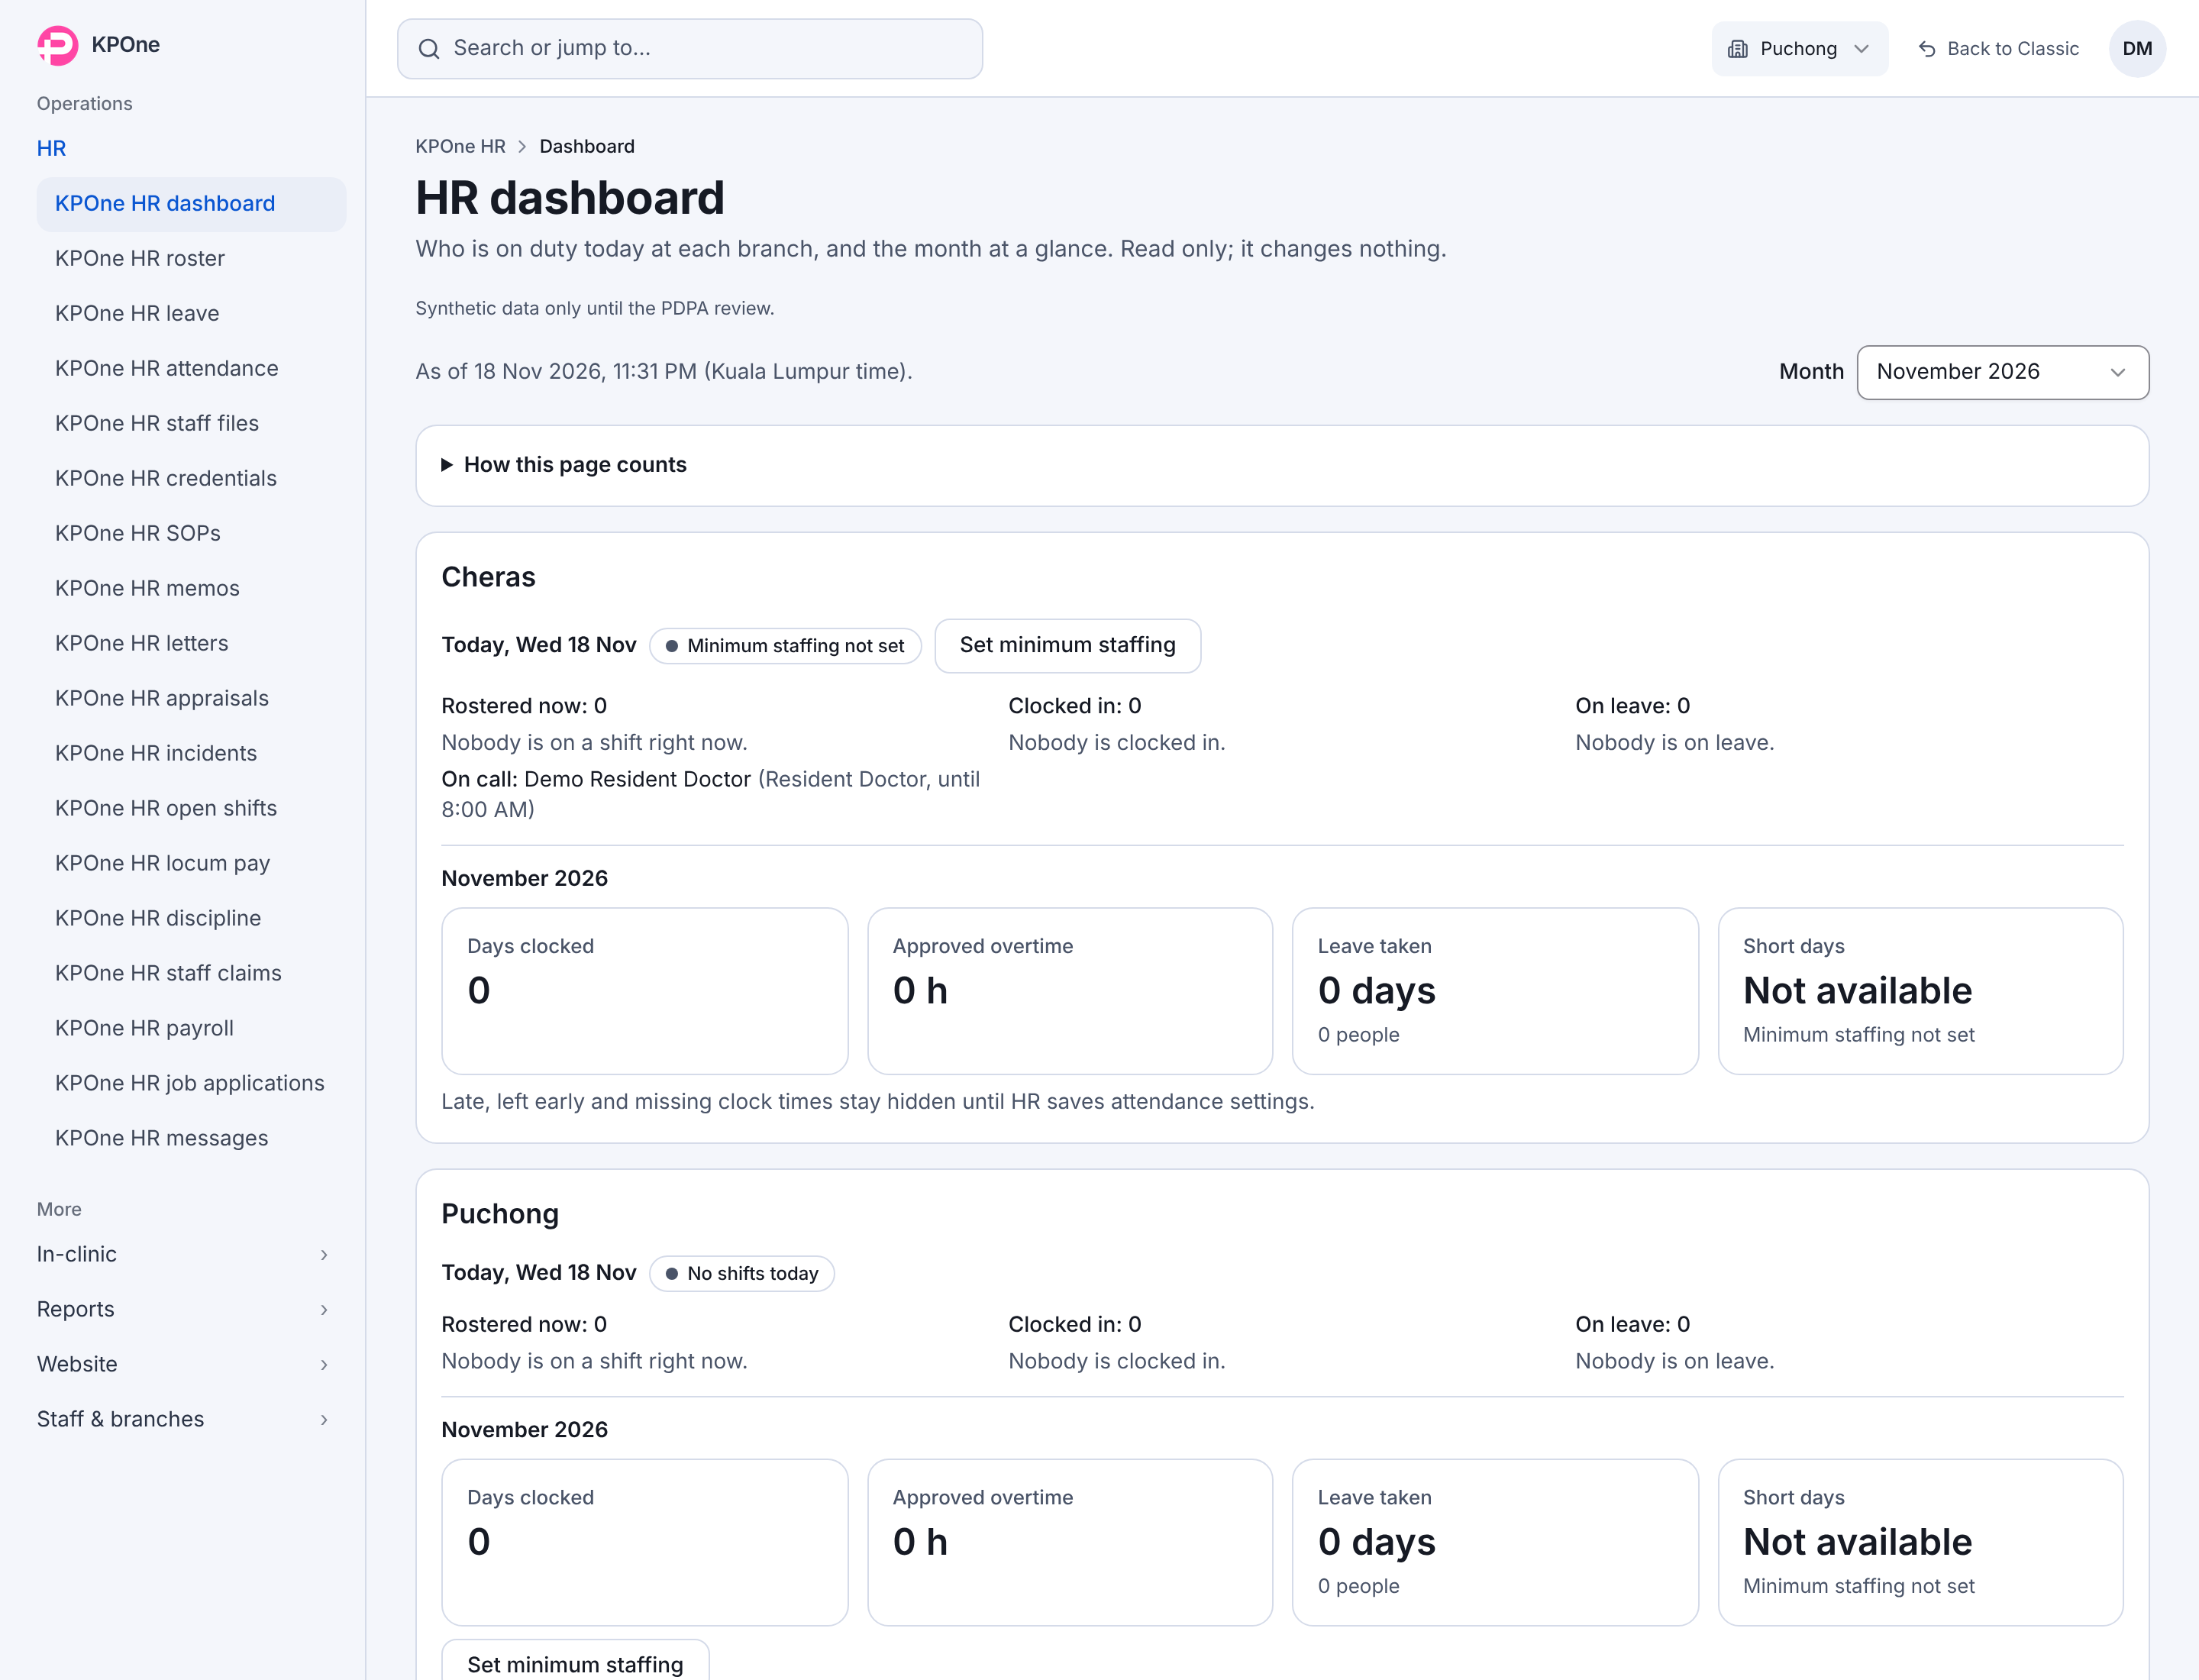 KPOne
Operations
HR
KPOne HR dashboard
KPOne HR roster
KPOne HR leave
KPOne HR attendance
KPOne HR staff files
KPOne HR credentials
KPOne HR SOPs
KPOne HR memos
KPOne HR letters
KPOne HR appraisals
KPOne HR incidents
KPOne HR open shifts
KPOne HR locum pay
KPOne HR discipline
KPOne HR staff claims
KPOne HR payroll
KPOne HR job applications
KPOne HR messages
More
In-clinic
Reports
Website
Staff & branches
Search or jump to...
Puchong
Back to Classic
DM
KPOne HR > Dashboard
HR dashboard
Who is on duty today at each branch, and the month at a glance. Read only; it changes nothing.
Synthetic data only until the PDPA review.
As of 18 Nov 2026, 11:31 PM (Kuala Lumpur time).
Month
November 2026
How this page counts
Cheras
Today, Wed 18 Nov
Minimum staffing not set
Set minimum staffing
Rostered now: 0
Nobody is on a shift right now.
On call: Demo Resident Doctor (Resident Doctor, until
8:00 AM)
Clocked in: 0
Nobody is clocked in.
On leave: 0
Nobody is on leave.
November 2026
Days clocked
0
Approved overtime
0 h
Leave taken
0 days
0 people
Short days
Not available
Minimum staffing not set
Late, left early and missing clock times stay hidden until HR saves attendance settings.
Puchong
Today, Wed 18 Nov
No shifts today
Rostered now: 0
Nobody is on a shift right now.
Clocked in: 0
Nobody is clocked in.
On leave: 0
Nobody is on leave.
November 2026
Days clocked
0
Approved overtime
0 h
Leave taken
0 days
0 people
Short days
Not available
Minimum staffing not set
Set minimum staffing